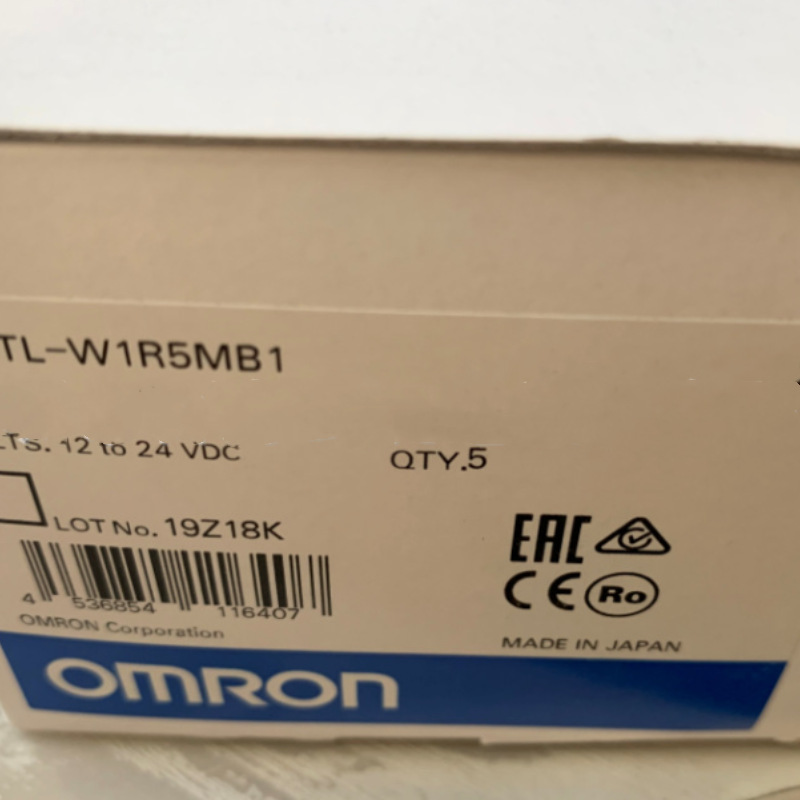 TL-W1R5MB1
LTS. 12 to 24 VDC
QTY.5
LOT No. 19Z18K
4 536854 116407
OMRON Corporation
EAC
CE Ro
MADE IN JAPAN
OMRON